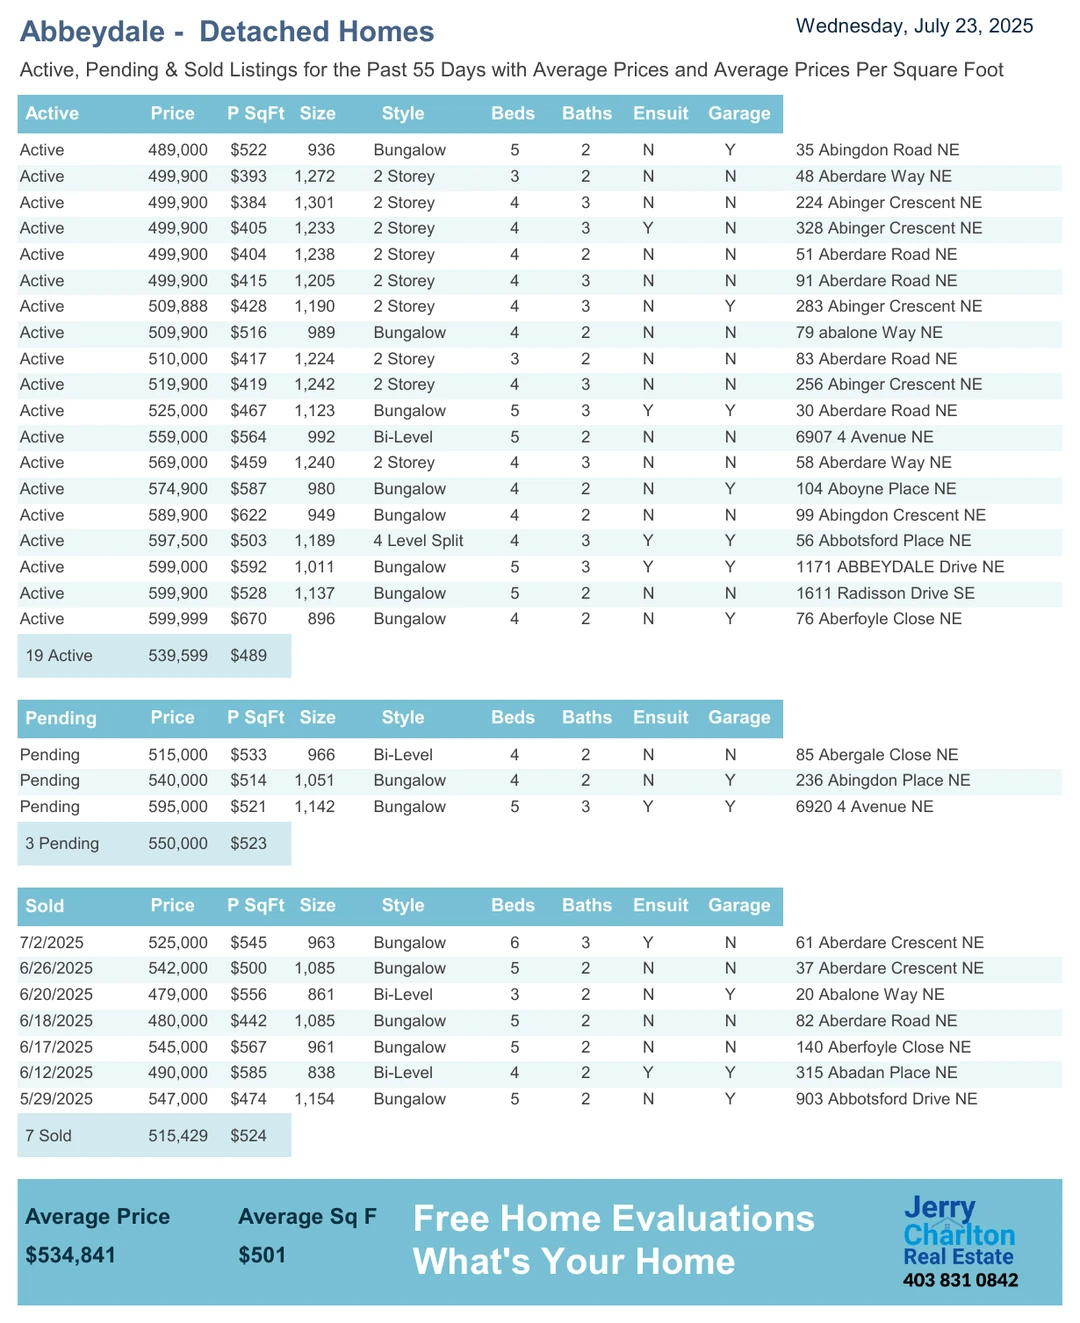 Abbeydale - Detached Homes
Wednesday, July 23, 2025
Active, Pending & Sold Listings for the Past 55 Days with Average Prices and Average Prices Per Square Foot
Active Price P SqFt Size Style Beds Baths Ensuit Garage
Active 489,000 $522 936 Bungalow 5 2 N Y 35 Abingdon Road NE
Active 499,900 $393 1,272 2 Storey 3 2 N N 48 Aberdare Way NE
Active 499,900 $384 1,301 2 Storey 4 3 N N 224 Abinger Crescent NE
Active 499,900 $405 1,233 2 Storey 4 3 Y N 328 Abinger Crescent NE
Active 499,900 $404 1,238 2 Storey 4 2 N N 51 Aberdare Road NE
Active 499,900 $415 1,205 2 Storey 4 3 N N 91 Aberdare Road NE
Active 509,888 $428 1,190 2 Storey 4 3 N Y 283 Abinger Crescent NE
Active 509,900 $516 989 Bungalow 4 2 N N 79 abalone Way NE
Active 510,000 $417 1,224 2 Storey 3 2 N N 83 Aberdare Road NE
Active 519,900 $419 1,242 2 Storey 4 3 N N 256 Abinger Crescent NE
Active 525,000 $467 1,123 Bungalow 5 3 Y Y 30 Aberdare Road NE
Active 559,000 $564 992 Bi-Level 5 2 N N 6907 4 Avenue NE
Active 569,000 $459 1,240 2 Storey 4 3 N N 58 Aberdare Way NE
Active 574,900 $587 980 Bungalow 4 2 N Y 104 Aboyne Place NE
Active 589,900 $622 949 Bungalow 4 2 N N 99 Abingdon Crescent NE
Active 597,500 $503 1,189 4 Level Split 4 3 Y Y 56 Abbotsford Place NE
Active 599,000 $592 1,011 Bungalow 5 3 Y Y 1171 ABBEYDALE Drive NE
Active 599,900 $528 1,137 Bungalow 5 2 N N 1611 Radisson Drive SE
Active 599,999 $670 896 Bungalow 4 2 N Y 76 Aberfoyle Close NE
19 Active 539,599 $489
Pending Price P SqFt Size Style Beds Baths Ensuit Garage
Pending 515,000 $533 966 Bi-Level 4 2 N N 85 Abergale Close NE
Pending 540,000 $514 1,051 Bungalow 4 2 N Y 236 Abingdon Place NE
Pending 595,000 $521 1,142 Bungalow 5 3 Y Y 6920 4 Avenue NE
3 Pending 550,000 $523
Sold Price P SqFt Size Style Beds Baths Ensuit Garage
7/2/2025 525,000 $545 963 Bungalow 6 3 Y N 61 Aberdare Crescent NE
6/26/2025 542,000 $500 1,085 Bungalow 5 2 N N 37 Aberdare Crescent NE
6/20/2025 479,000 $556 861 Bi-Level 3 2 N Y 20 Abalone Way NE
6/18/2025 480,000 $442 1,085 Bungalow 5 2 N N 82 Aberdare Road NE
6/17/2025 545,000 $567 961 Bungalow 5 2 N N 140 Aberfoyle Close NE
6/12/2025 490,000 $585 838 Bi-Level 4 2 Y Y 315 Abadan Place NE
5/29/2025 547,000 $474 1,154 Bungalow 5 2 N Y 903 Abbotsford Drive NE
7 Sold 515,429 $524
Average Price Average Sq F
$534,841 $501
Free Home Evaluations
What's Your Home
Jerry
Charlton
Real Estate
403 831 0842